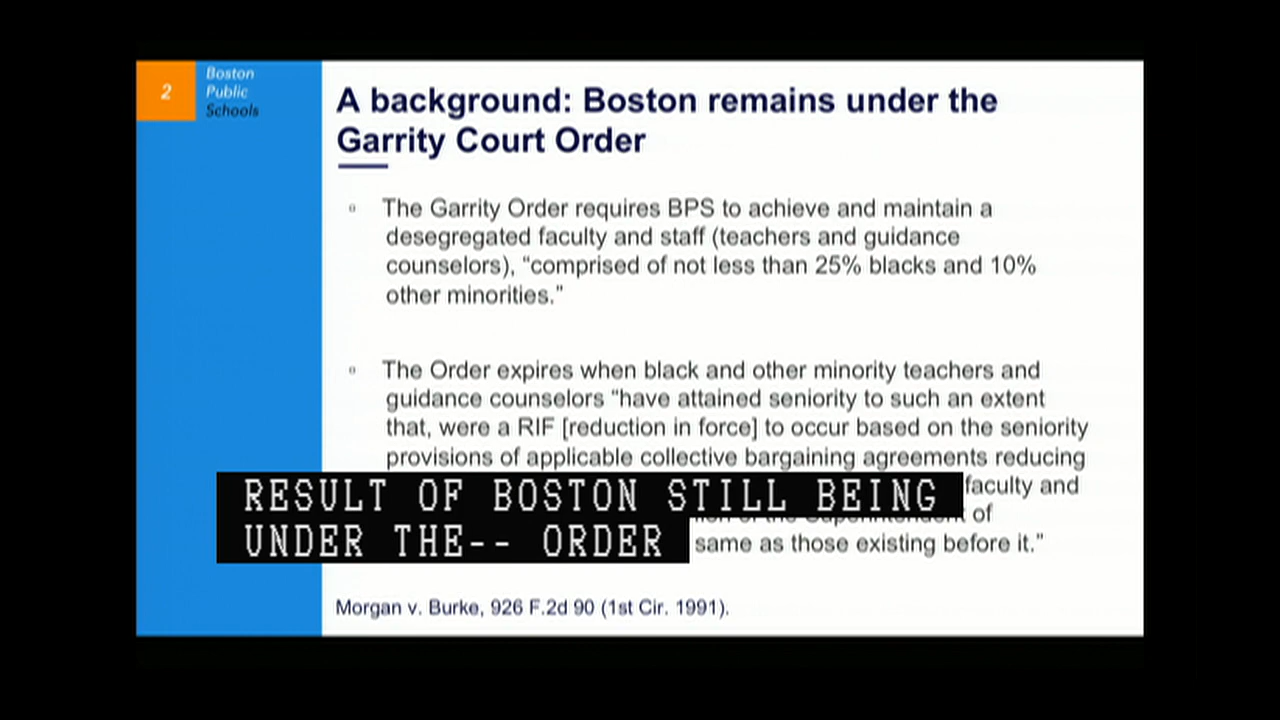 2
Boston
Public
Schools
A background: Boston remains under the
Garrity Court Order
▫ The Garrity Order requires BPS to achieve and maintain a
desegregated faculty and staff (teachers and guidance
counselors), “comprised of not less than 25% blacks and 10%
other minorities.”
▫ The Order expires when black and other minority teachers and
guidance counselors “have attained seniority to such an extent
that, were a RIF [reduction in force] to occur based on the seniority
provisions of applicable collective bargaining agreements reducing
faculty and
of
same as those existing before it.”
RESULT OF BOSTON STILL BEING
UNDER THE-- ORDER
Morgan v. Burke, 926 F.2d 90 (1st Cir. 1991).